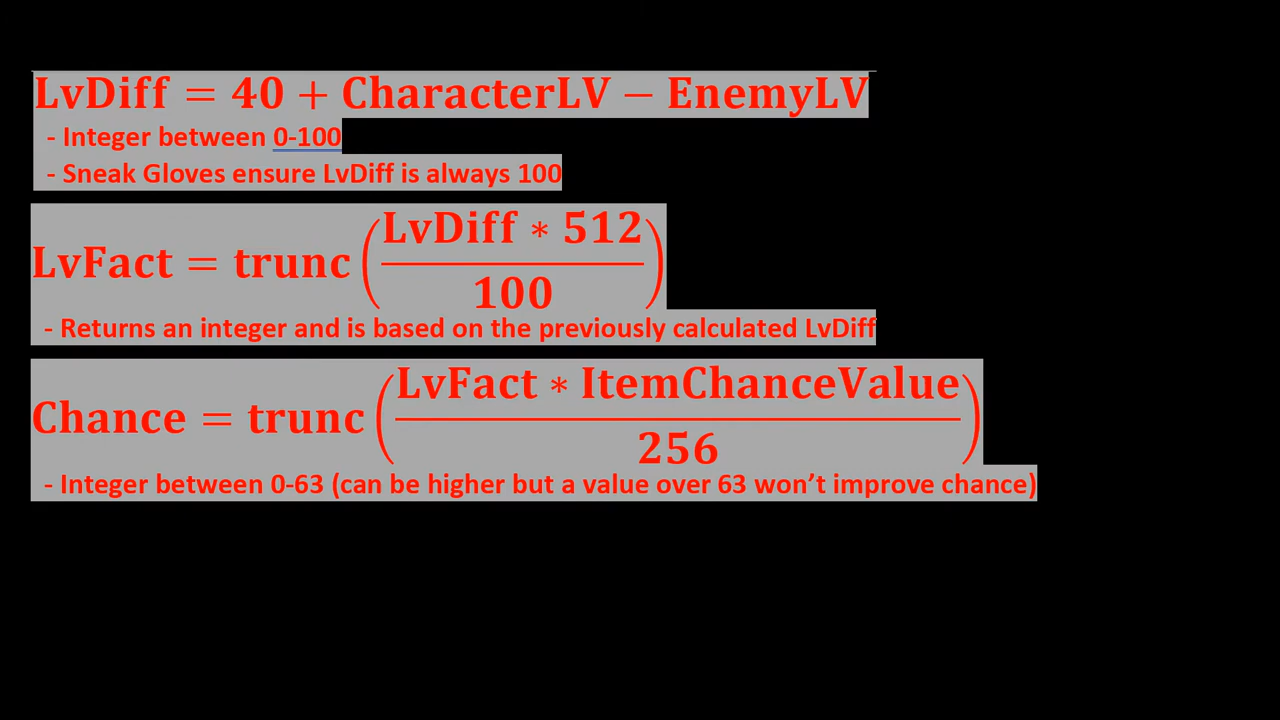 LvDiff = 40 + CharacterLV − EnemyLV
- Integer between 0-100
- Sneak Gloves ensure LvDiff is always 100
LvFact = trunc(LvDiff * 512 / 100)
- Returns an integer and is based on the previously calculated LvDiff
Chance = trunc(LvFact * ItemChanceValue / 256)
- Integer between 0-63 (can be higher but a value over 63 won’t improve chance)